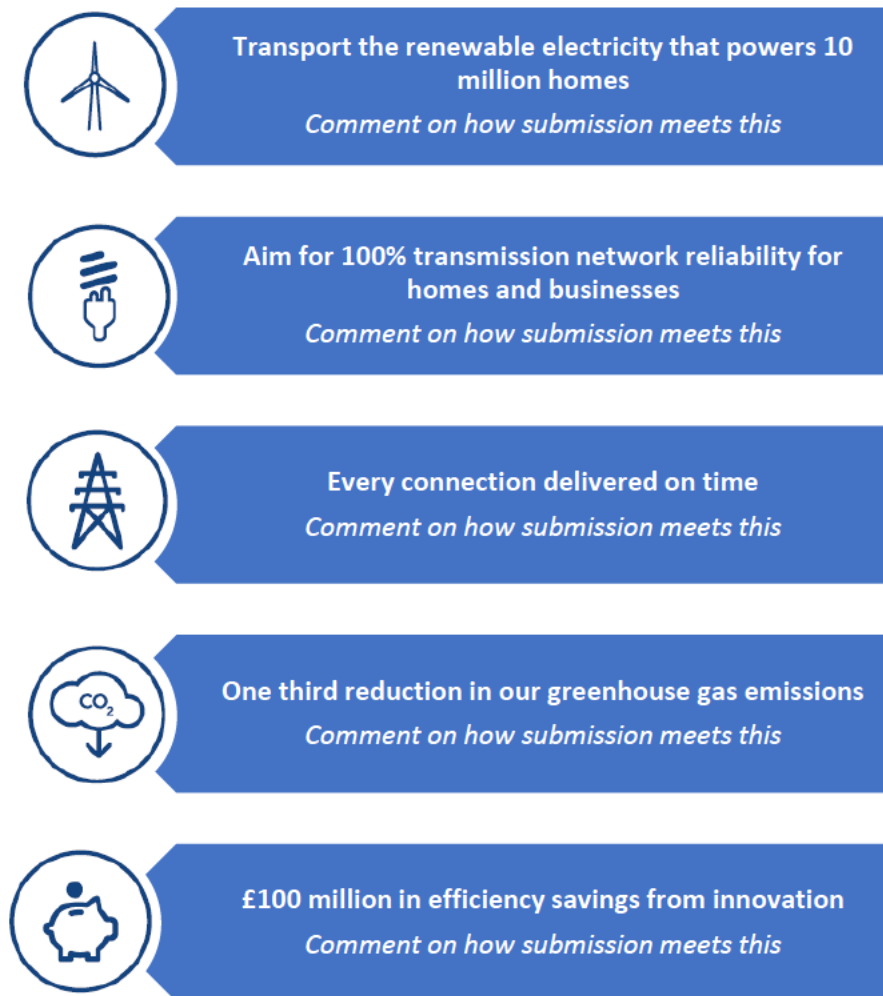 Transport the renewable electricity that powers 10
million homes
Comment on how submission meets this
Aim for 100% transmission network reliability for
homes and businesses
Comment on how submission meets this
Every connection delivered on time
Comment on how submission meets this
CO₂
One third reduction in our greenhouse gas emissions
Comment on how submission meets this
£100 million in efficiency savings from innovation
Comment on how submission meets this